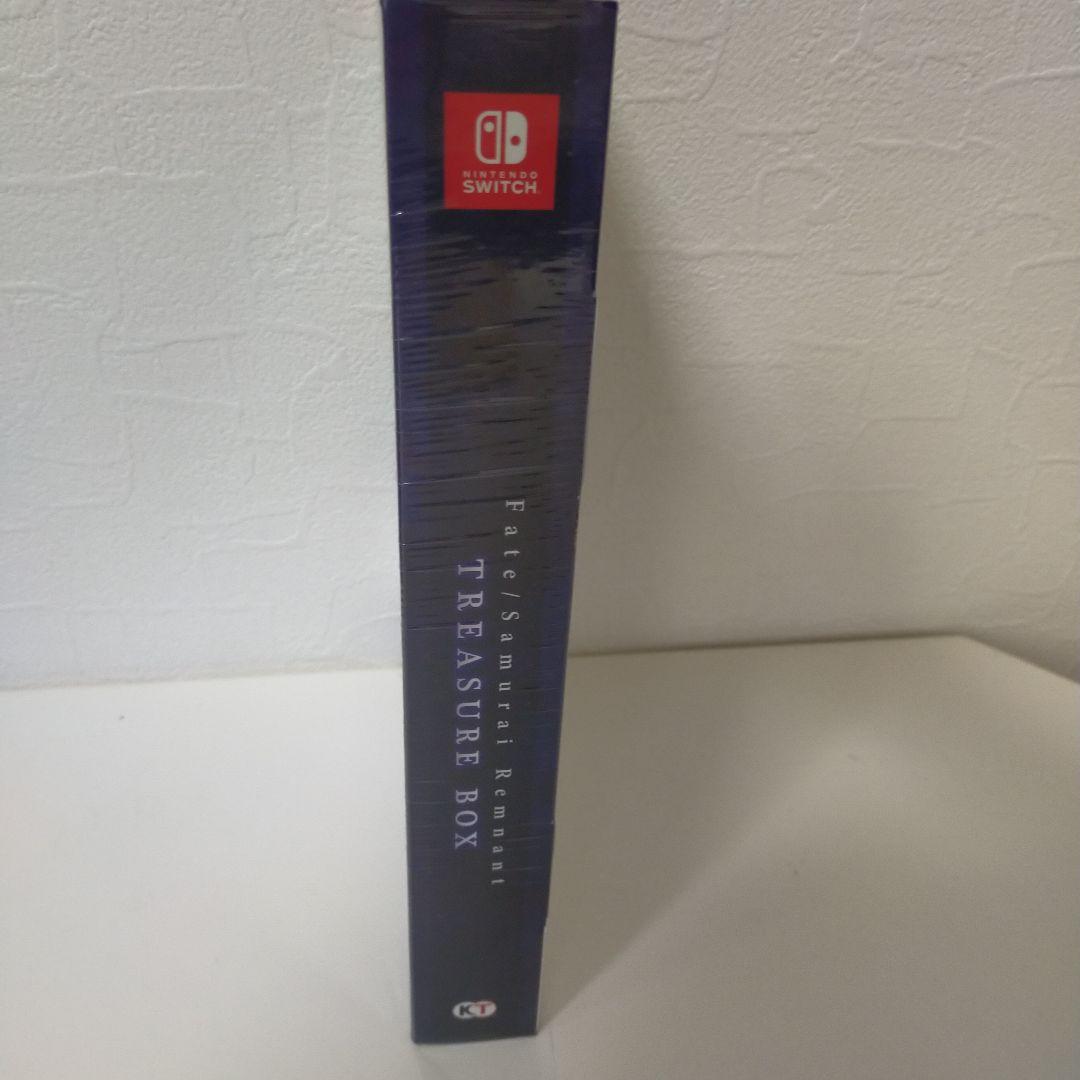 NINTENDO
SWITCH
Fate/Samurai Remnant
TREASURE BOX
KT